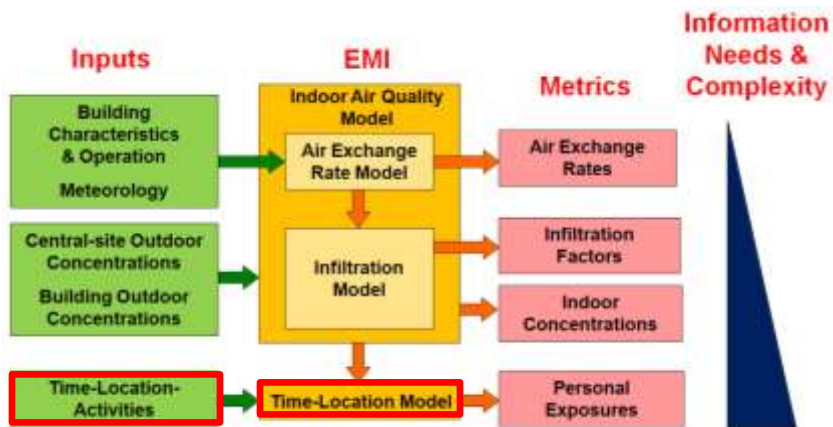 Information
Needs &
Complexity
Inputs
EMI
Metrics
Building
Characteristics
& Operation
Meteorology
Indoor Air Quality
Model
Air Exchange
Rate Model
Air Exchange
Rates
Central-site Outdoor
Concentrations
Building Outdoor
Concentrations
Infiltration
Model
Infiltration
Factors
Indoor
Concentrations
Time-Location-
Activities
Time-Location Model
Personal
Exposures